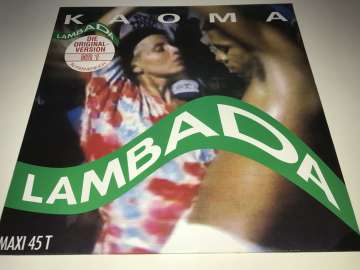 KAOMA
LAMBADA
DIE
ORIGINAL-
VERSION
LAMBADA
MAXI 45 T